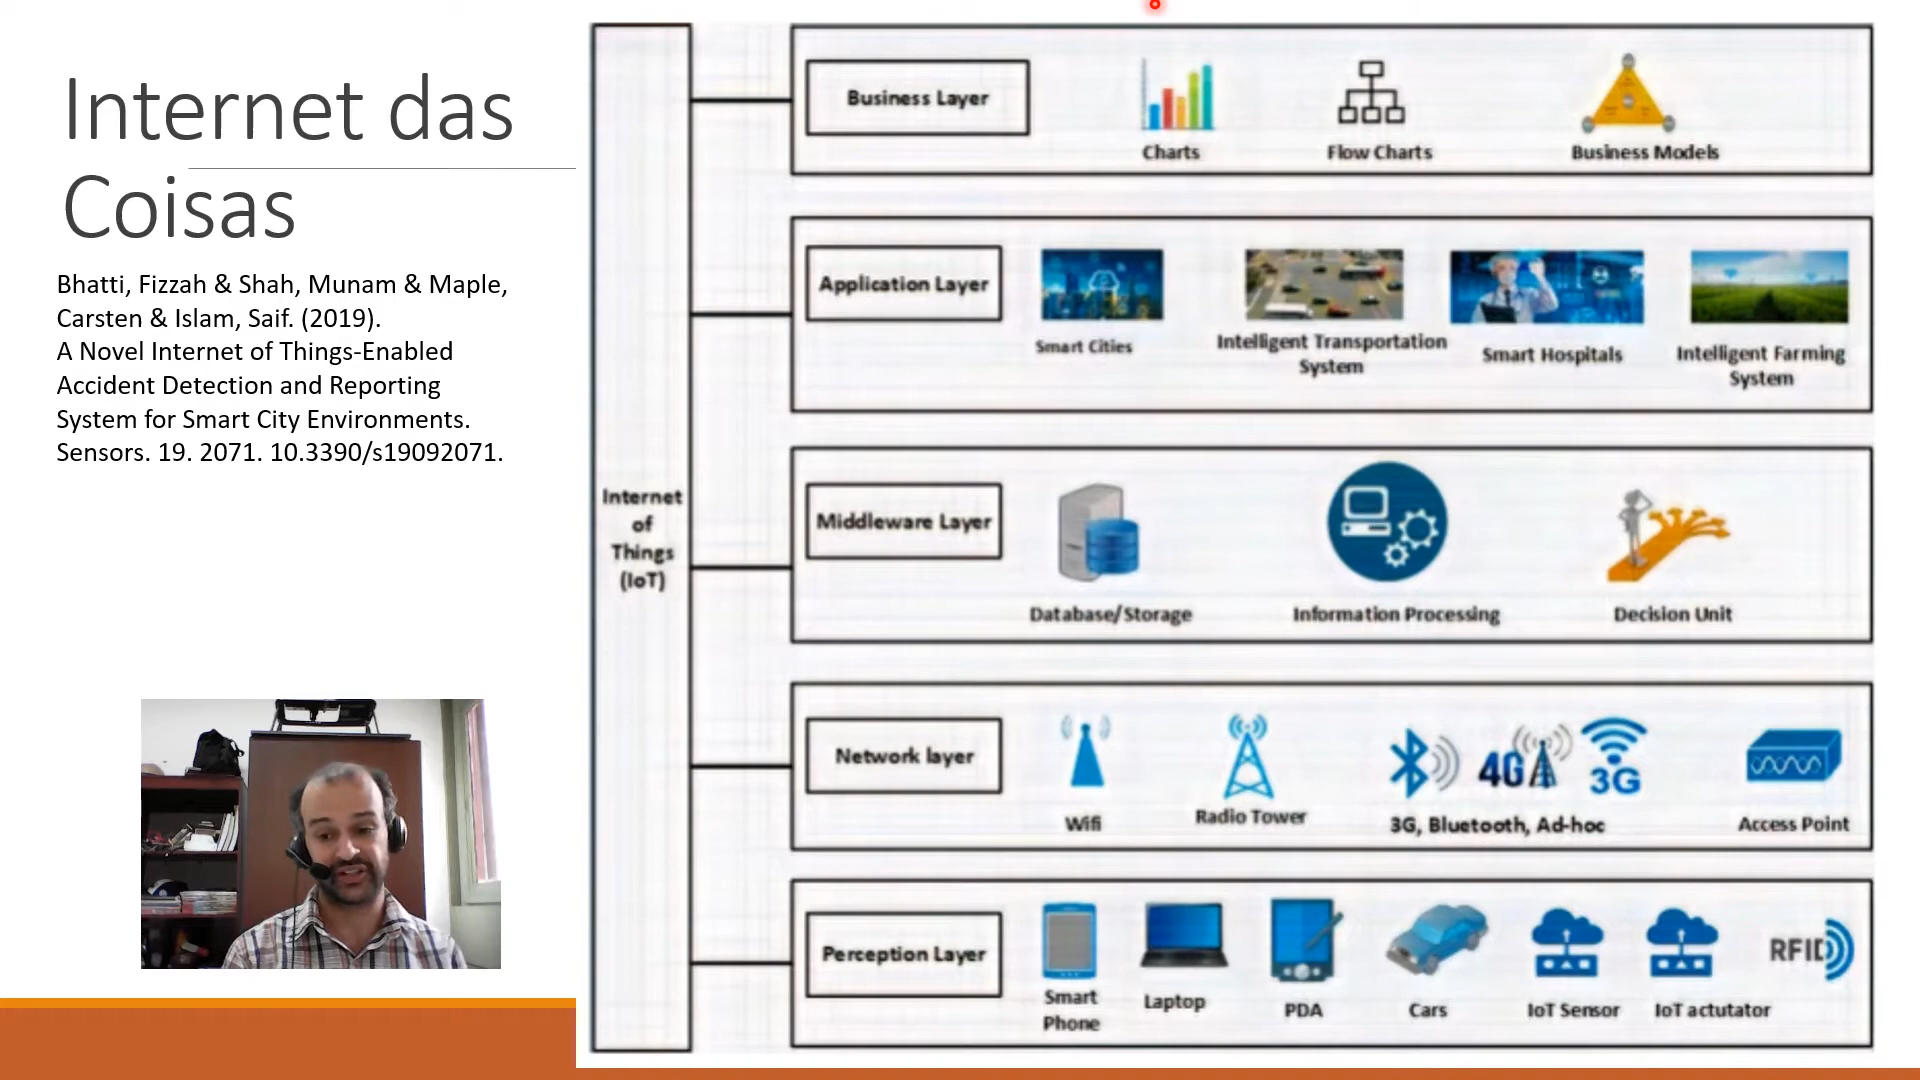 Internet das
Coisas
Bhatti, Fizzah & Shah, Munam & Maple,
Carsten & Islam, Saif. (2019).
A Novel Internet of Things-Enabled
Accident Detection and Reporting
System for Smart City Environments.
Sensors. 19. 2071. 10.3390/s19092071.
Internet
of
Things
(IoT)
Business Layer
Charts
Flow Charts
Business Models
Application Layer
Smart Cities
Intelligent Transportation
System
Smart Hospitals
Intelligent Farming
System
Middleware Layer
Database/Storage
Information Processing
Decision Unit
Network layer
Wifi
Radio Tower
4G
3G
3G, Bluetooth, Ad-hoc
Access Point
Perception Layer
Smart
Phone
Laptop
PDA
Cars
IoT Sensor
IoT actutator
RFID